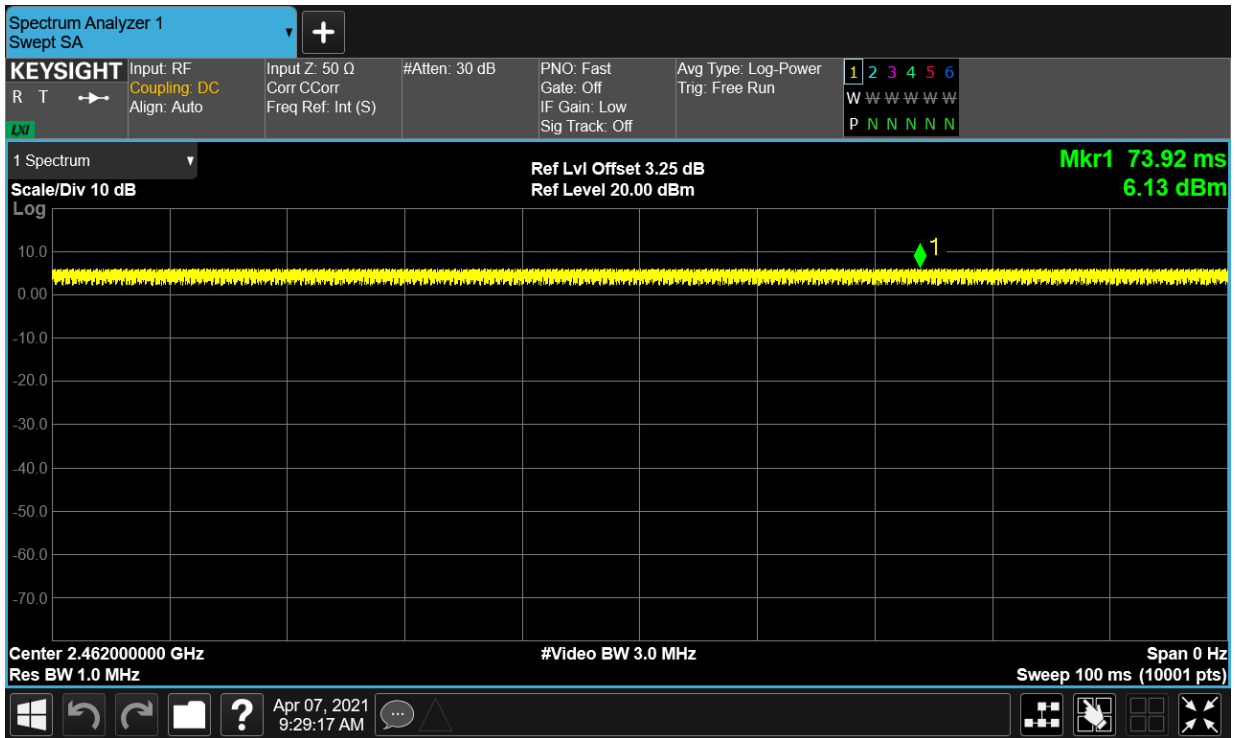 Spectrum Analyzer 1
Swept SA
KEYSIGHT
R T
LXI
Input: RF
Coupling: DC
Align: Auto
Input Z: 50 Ω
Corr CCorr
Freq Ref: Int (S)
#Atten: 30 dB
PNO: Fast
Gate: Off
IF Gain: Low
Sig Track: Off
Avg Type: Log-Power
Trig: Free Run
1 2 3 4 5 6
W W W W W W
P N N N N N
1 Spectrum
Scale/Div 10 dB
Log
Ref Lvl Offset 3.25 dB
Ref Level 20.00 dBm
Mkr1 73.92 ms
6.13 dBm
1
10.0
0.00
-10.0
-20.0
-30.0
-40.0
-50.0
-60.0
-70.0
Center 2.462000000 GHz
Res BW 1.0 MHz
#Video BW 3.0 MHz
Span 0 Hz
Sweep 100 ms (10001 pts)
?
Apr 07, 2021
9:29:17 AM